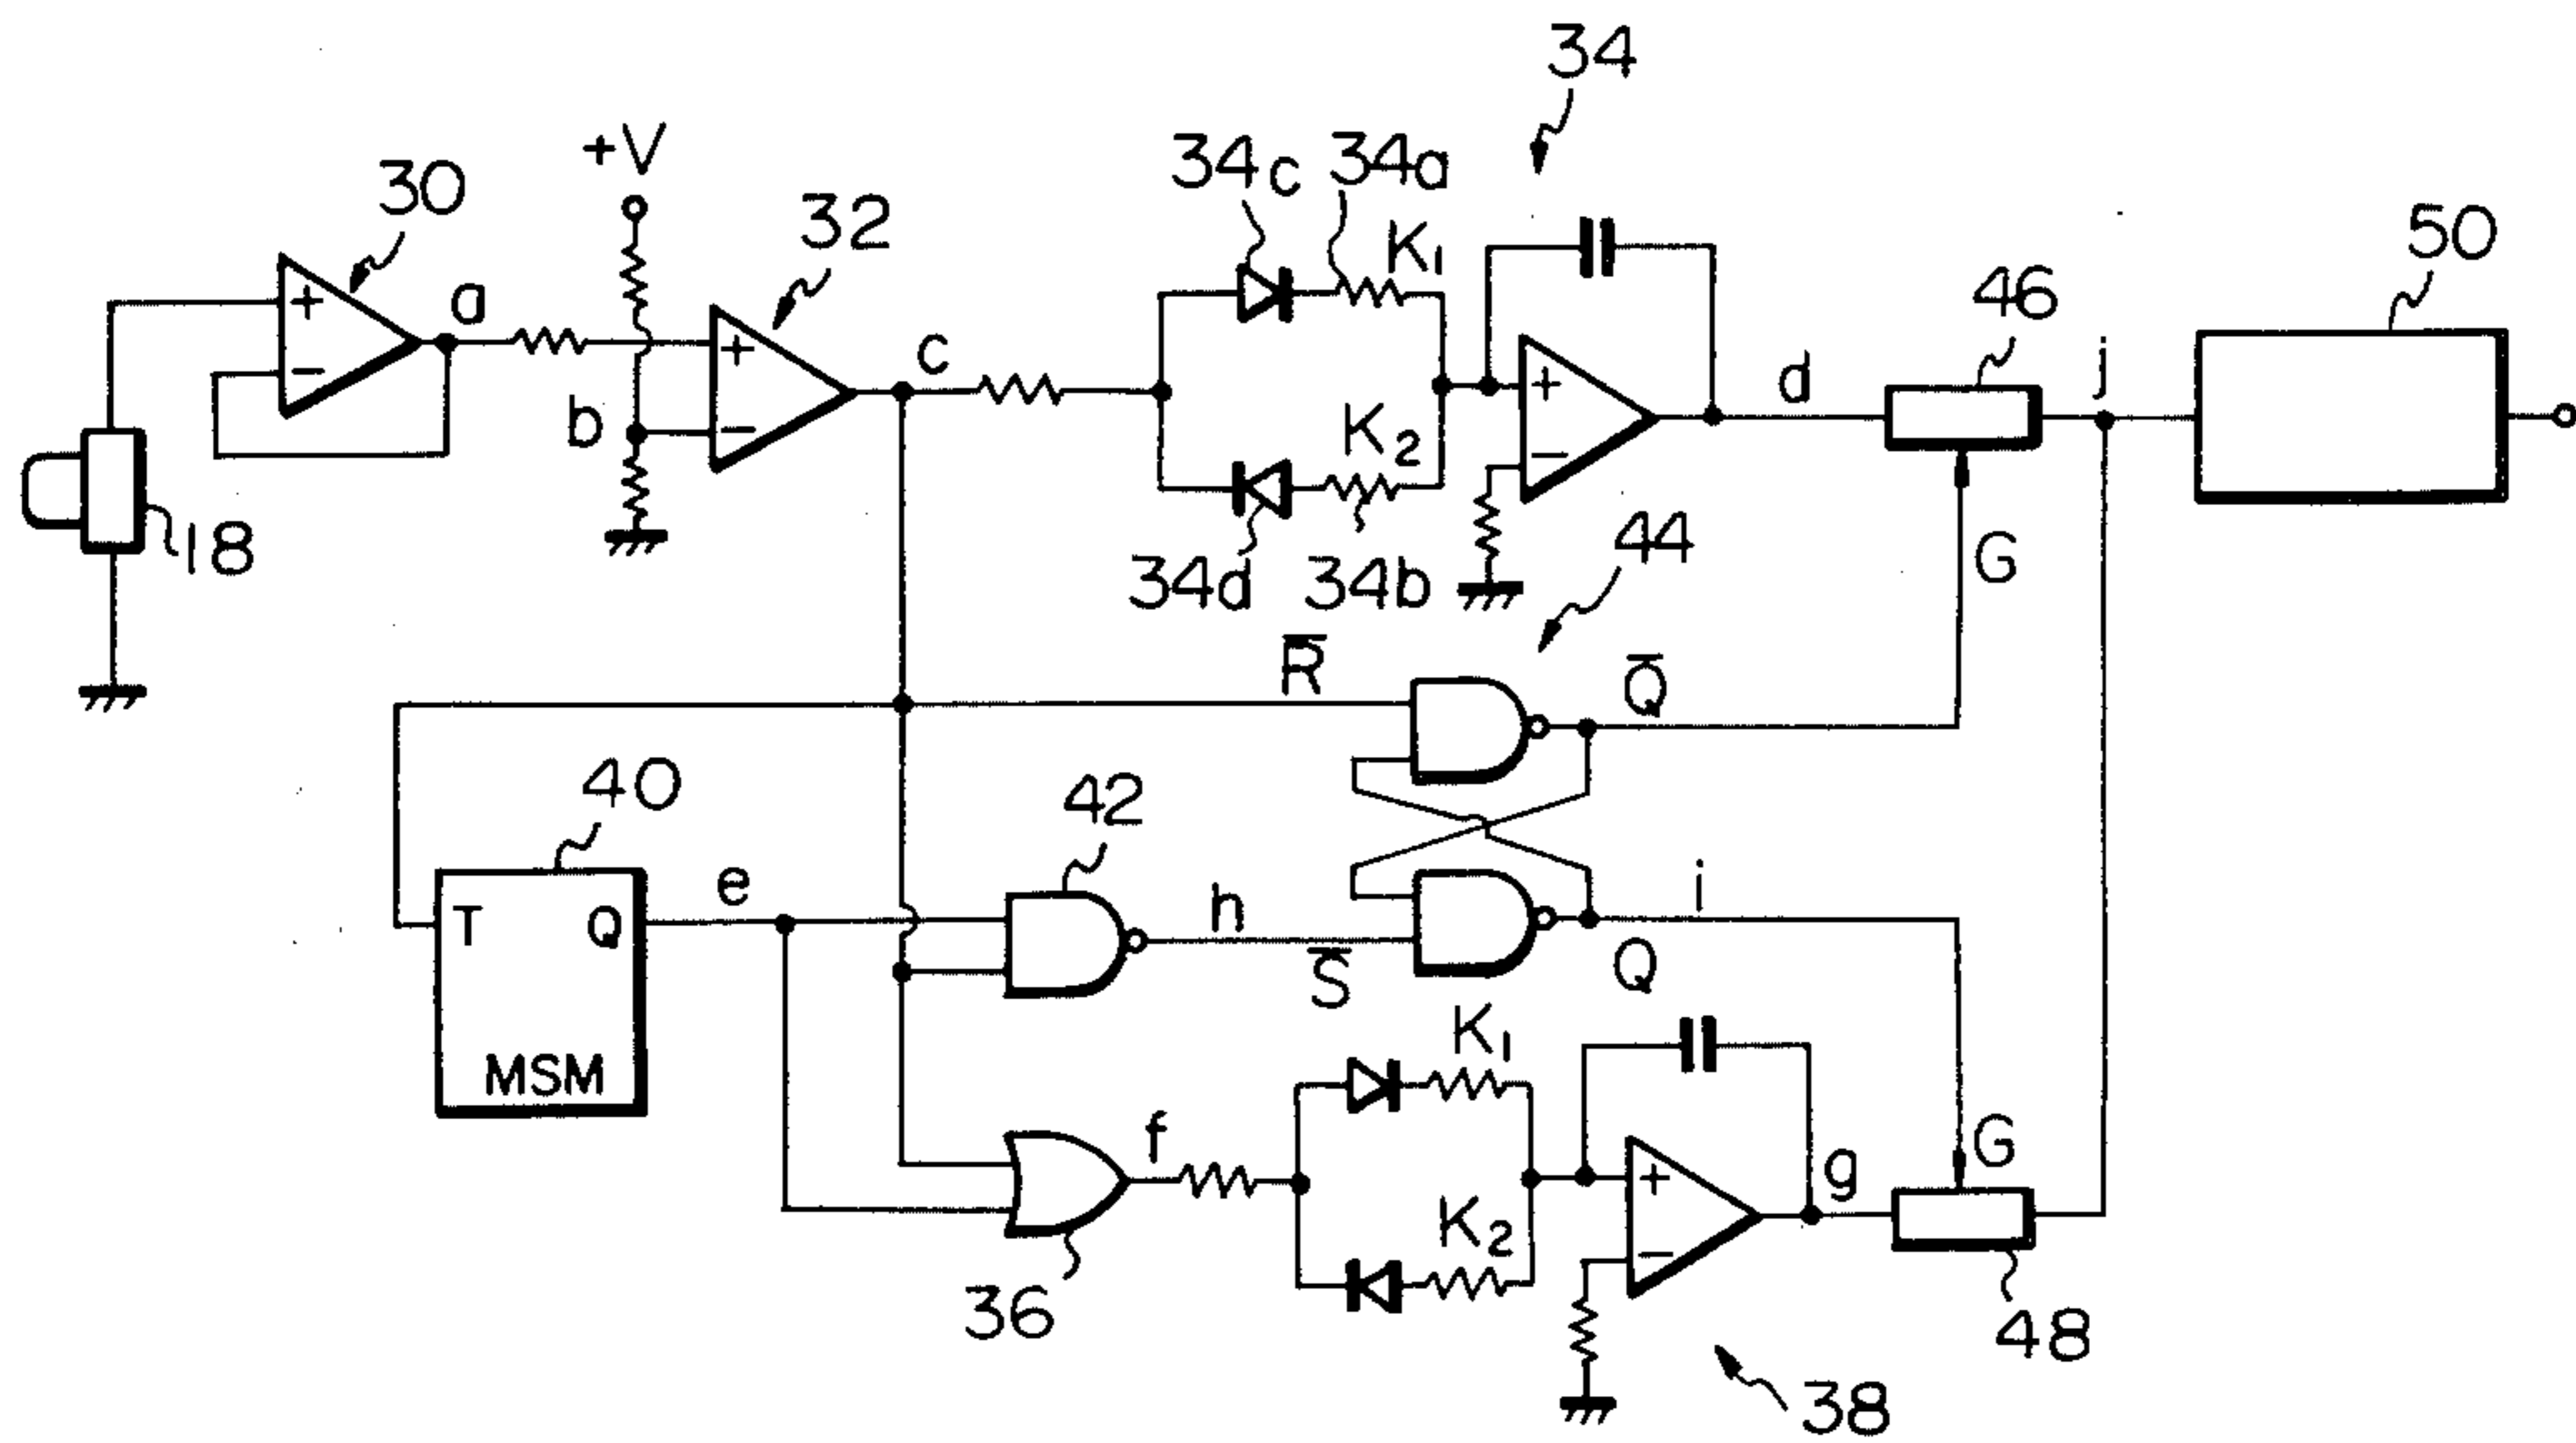 34
+V
34c
34a
30
32
K1
50
46
a
c
j
b
K2
d
18
34d
34b
44
G
R̅
Q̅
40
42
e
h
i
T
Q
S̅
Q
MSM
K1
f
G
g
K2
36
48
38
+
−
+
−
+
−
+
−